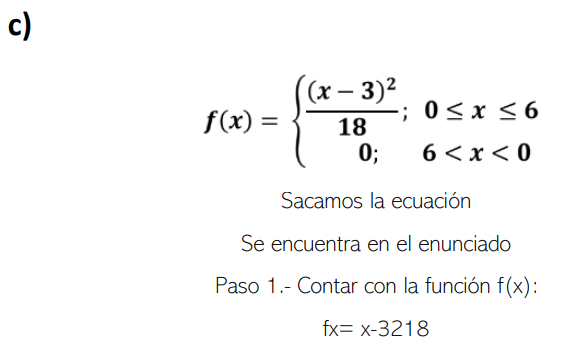 c)
f(x) = { (x − 3)² / 18 ; 0 ≤ x ≤ 6
0; 6 < x < 0
Sacamos la ecuación
Se encuentra en el enunciado
Paso 1.- Contar con la función f(x):
fx= x-3218